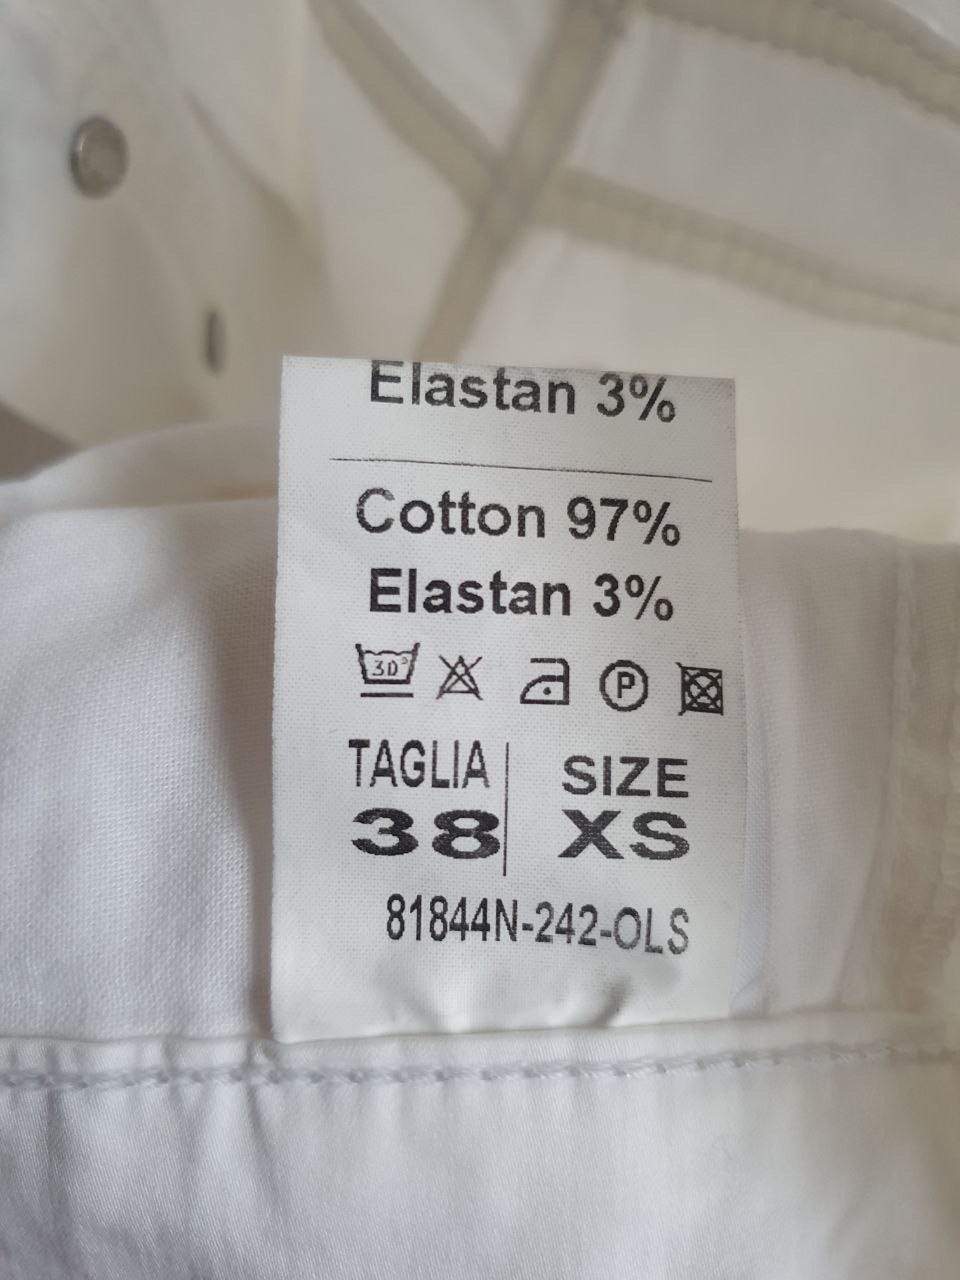 Elastan 3%
Cotton 97%
Elastan 3%
30°
P
TAGLIA SIZE
38 XS
81844N-242-OLS